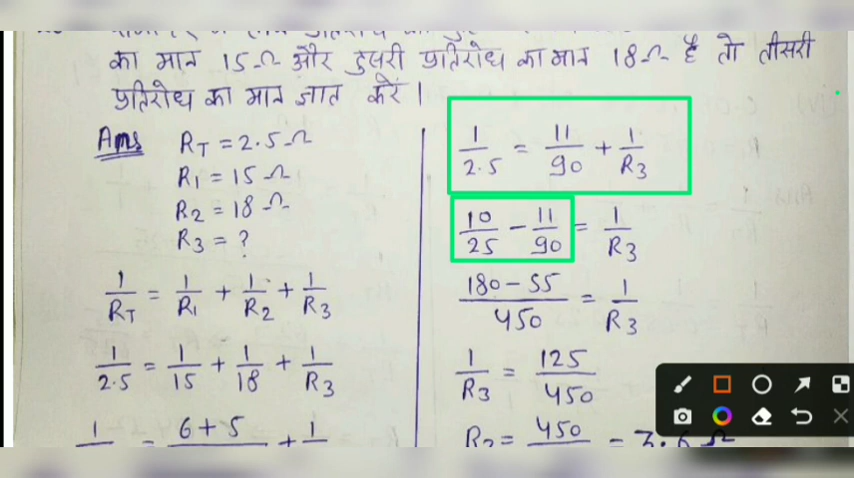 का मान 15Ω और दुसरी प्रतिरोध का मान 18Ω है तो तीसरी
प्रतिरोध का मान ज्ञात करें ।
Ans RT = 2.5Ω
R1 = 15Ω
R2 = 18Ω
R3 = ?
1/RT = 1/R1 + 1/R2 + 1/R3
1/2.5 = 1/15 + 1/18 + 1/R3
6+5
1/2.5 = 11/90 + 1/R3
10/25 - 11/90 = 1/R3
180-55/450 = 1/R3
1/R3 = 125/450
450